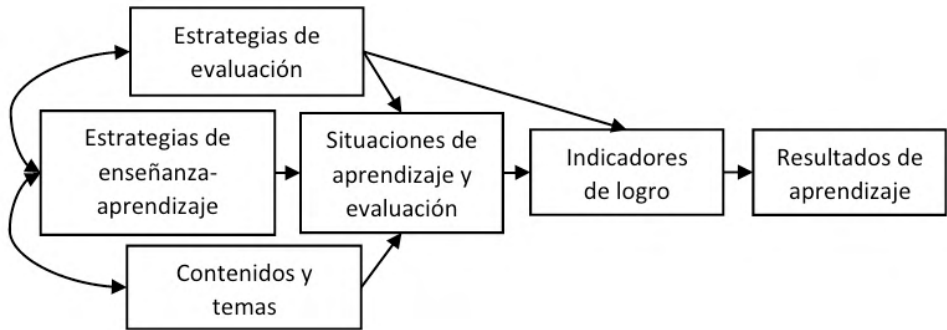 Estrategias de
evaluación
Estrategias de
enseñanza-
aprendizaje
Situaciones de
aprendizaje y
evaluación
Indicadores
de logro
Resultados de
aprendizaje
Contenidos y
temas